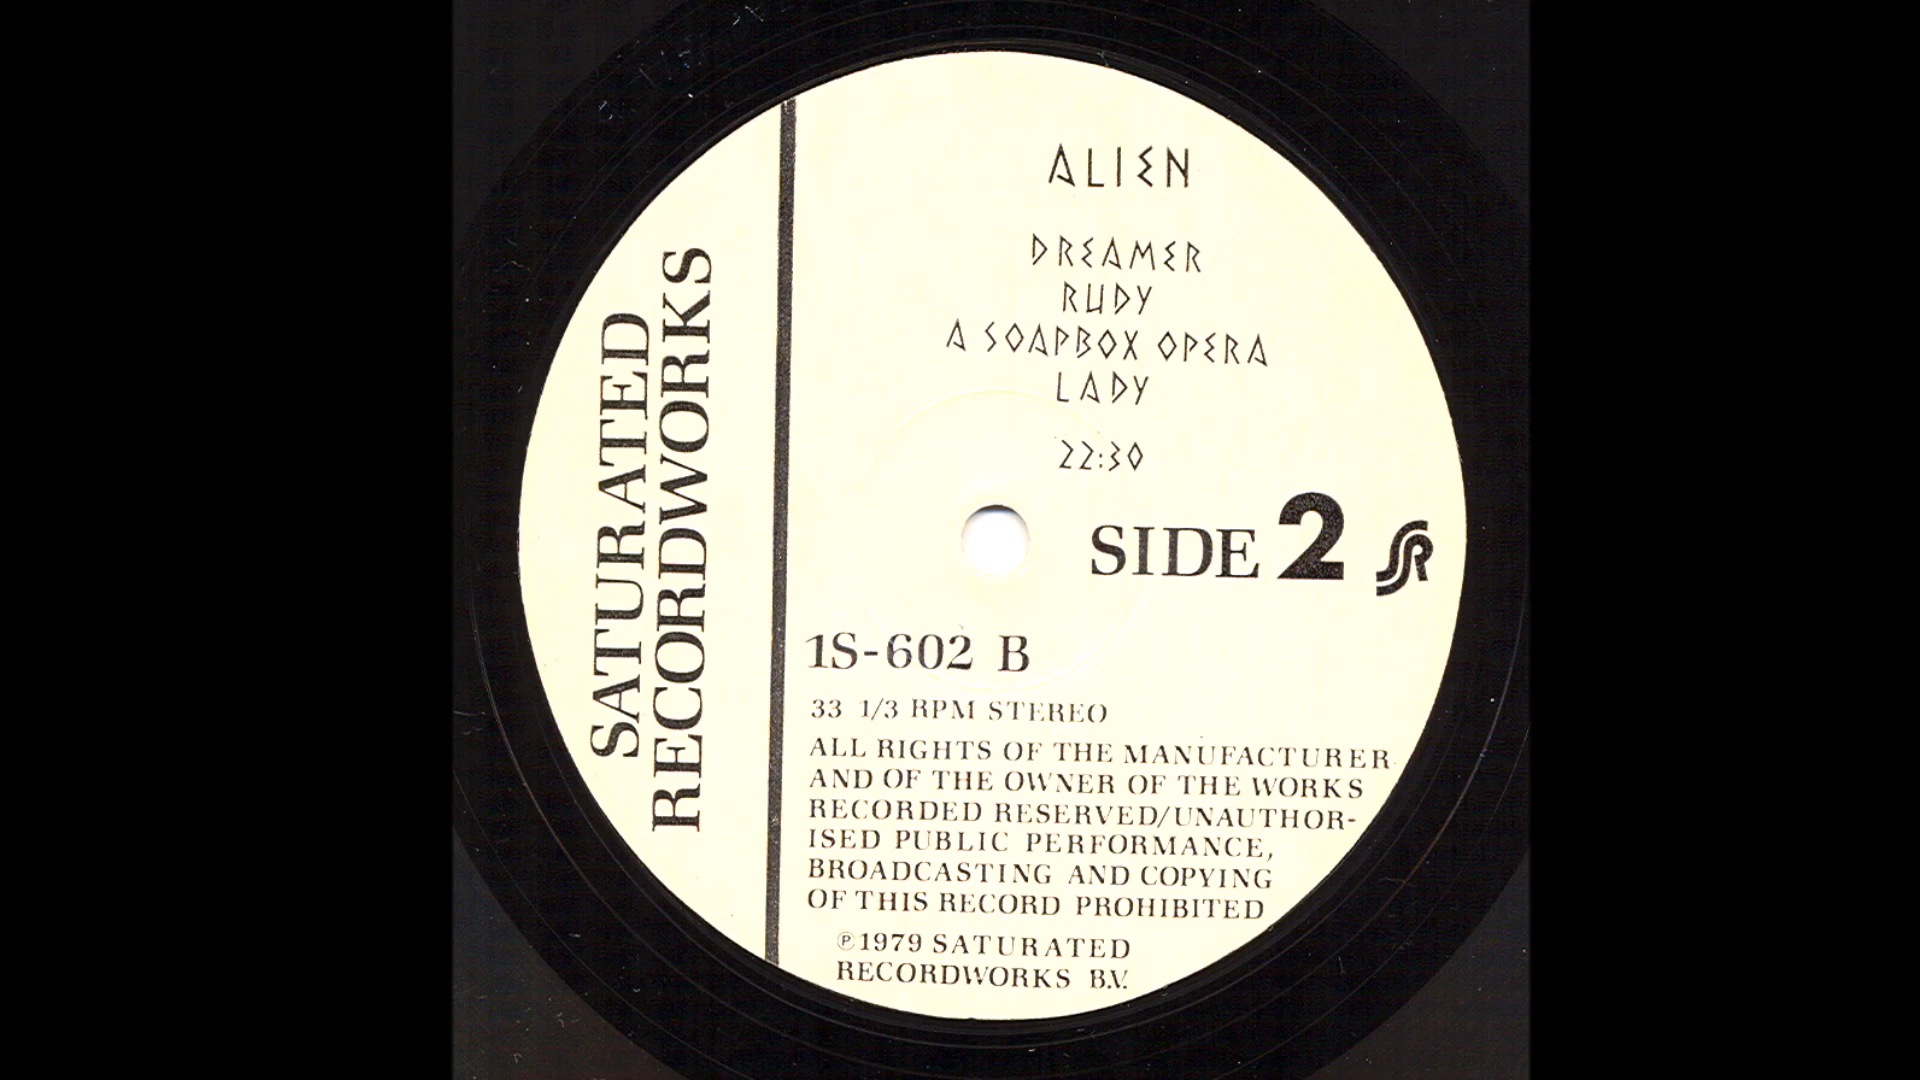 SATURATED
RECORDWORKS
ALIEN
DREAMER
RUDY
A SOAPBOX OPERA
LADY
22:30
SIDE 2
SR
1S-602 B
33 1/3 RPM STEREO
ALL RIGHTS OF THE MANUFACTURER
AND OF THE OWNER OF THE WORKS
RECORDED RESERVED/UNAUTHOR-
ISED PUBLIC PERFORMANCE,
BROADCASTING AND COPYING
OF THIS RECORD PROHIBITED
℗1979 SATURATED
RECORDWORKS B.V.